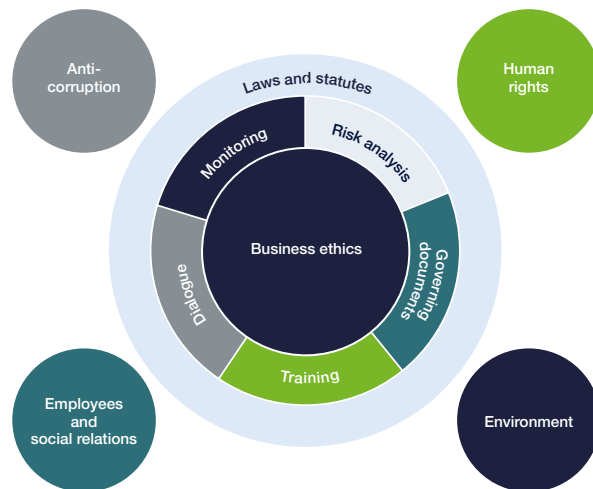 Anti-
corruption
Human
rights
Laws and statutes
Monitoring
Risk analysis
Business ethics
Governing
documents
Dialogue
Training
Employees
and
social relations
Environment